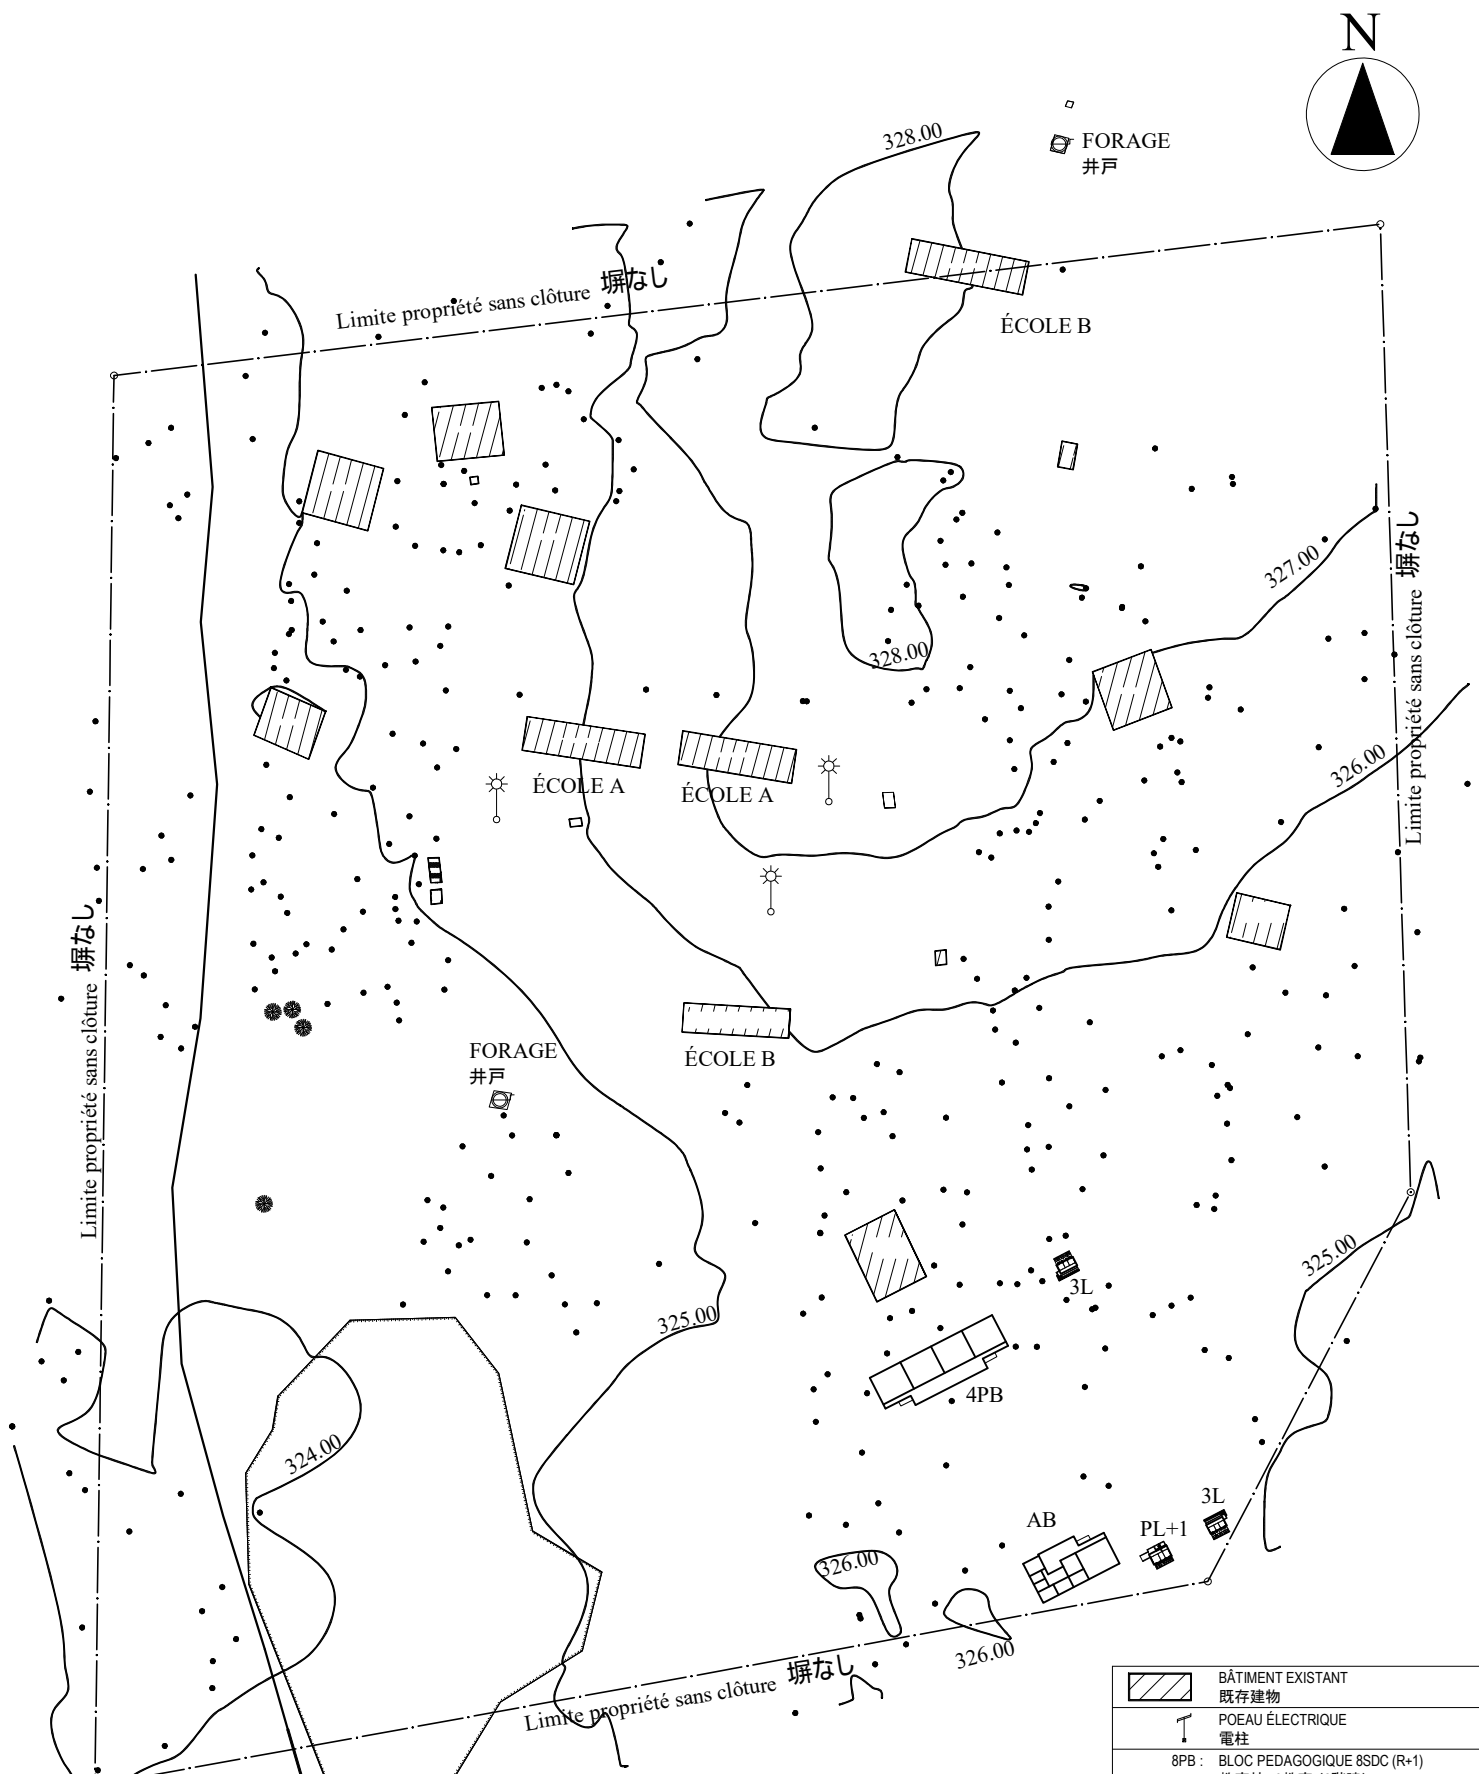 N
328.00
FORAGE
井戸
Limite propriété sans clôture 塀なし
ÉCOLE B
327.00
Limite propriété sans clôture 塀なし
328.00
326.00
ÉCOLE A
ÉCOLE A
Limite propriété sans clôture 塀なし
FORAGE
井戸
ÉCOLE B
325.00
3L
325.00
4PB
324.00
3L
AB
PL+1
326.00
326.00
Limite propriété sans clôture 塀なし
BÂTIMENT EXISTANT
既存建物
POEAU ÉLECTRIQUE
電柱
8PB : BLOC PEDAGOGIQUE 8SDC (R+1)